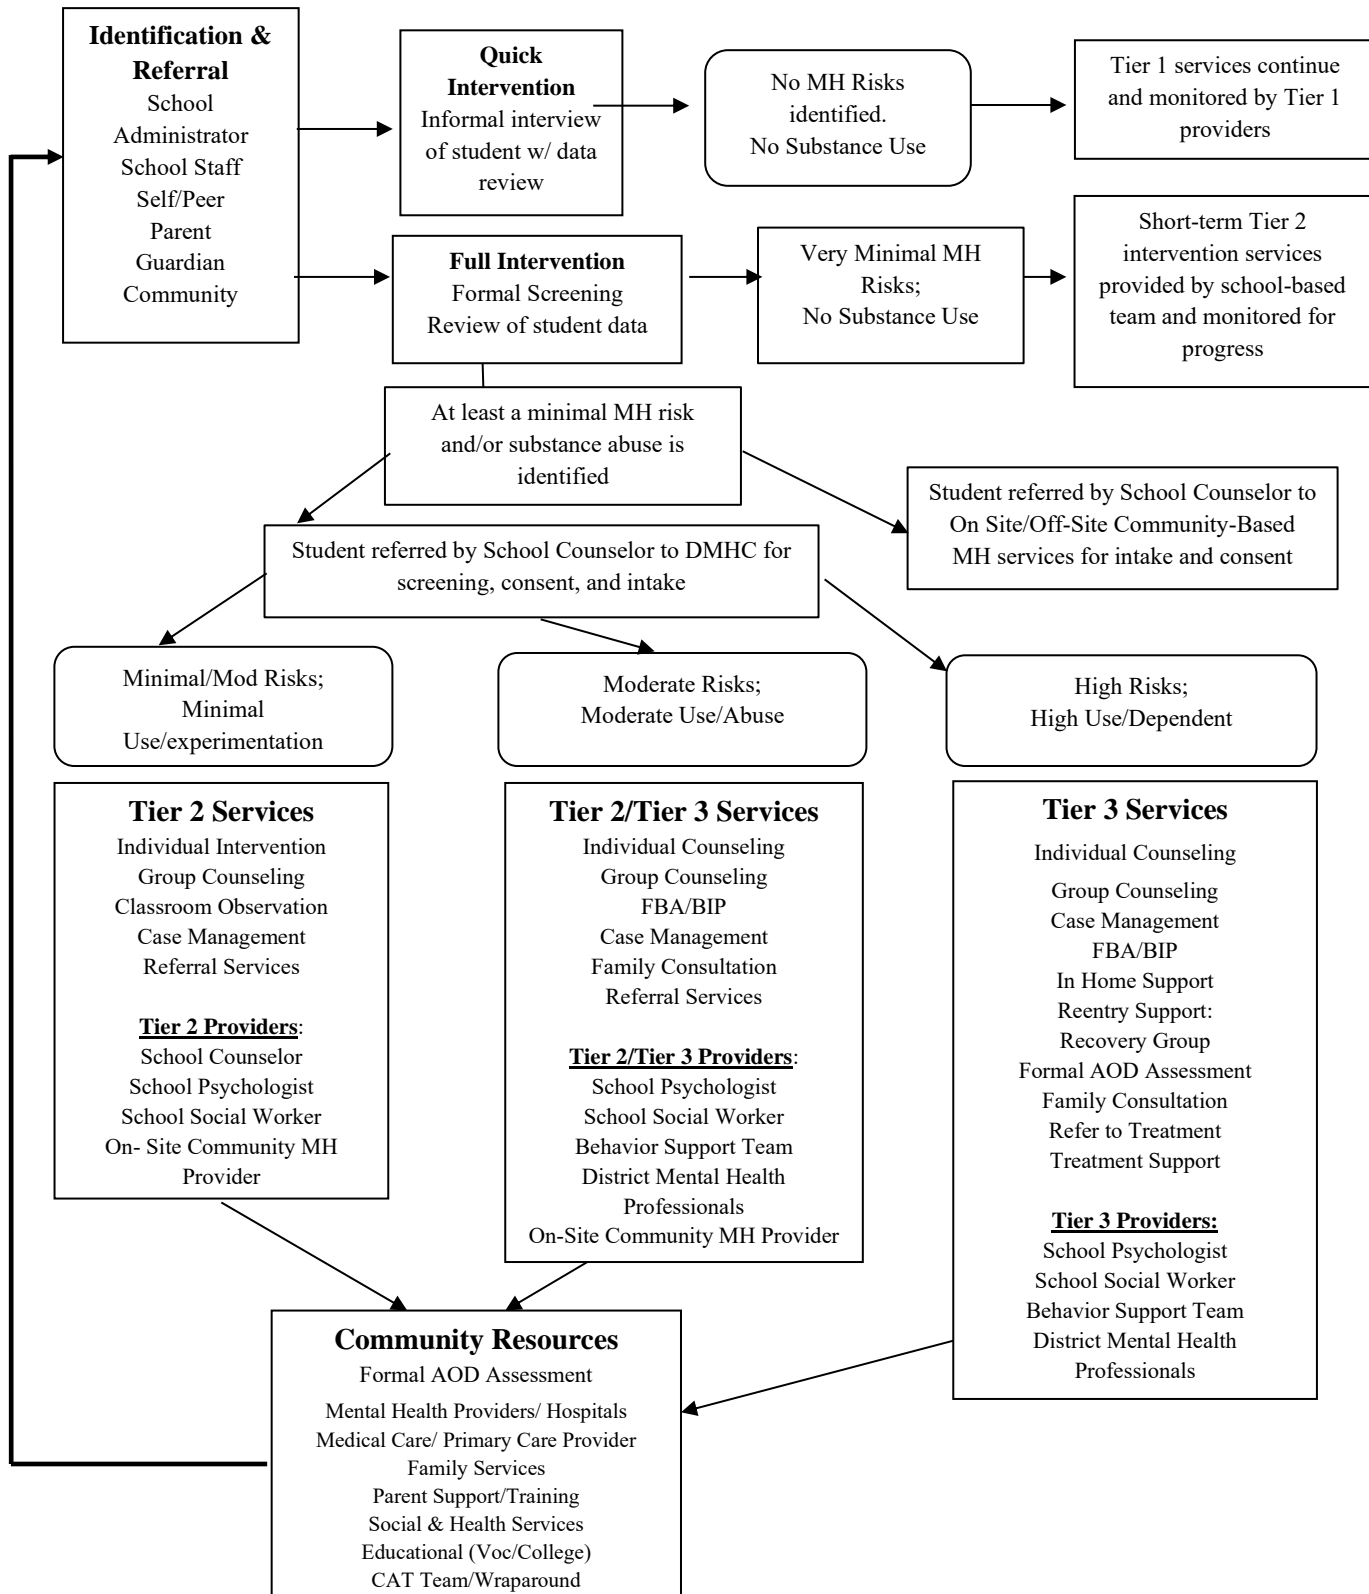 Identification &
Referral
School
Administrator
School Staff
Self/Peer
Parent
Guardian
Community
Quick
Intervention
Informal interview
of student w/ data
review
No MH Risks
identified.
No Substance Use
Tier 1 services continue
and monitored by Tier 1
providers
Full Intervention
Formal Screening
Review of student data
Very Minimal MH
Risks;
No Substance Use
Short-term Tier 2
intervention services
provided by school-based
team and monitored for
progress
At least a minimal MH risk
and/or substance abuse is
identified
Student referred by School Counselor to
On Site/Off-Site Community-Based
MH services for intake and consent
Student referred by School Counselor to DMHC for
screening, consent, and intake
Minimal/Mod Risks;
Minimal
Use/experimentation
Moderate Risks;
Moderate Use/Abuse
High Risks;
High Use/Dependent
Tier 2 Services
Individual Intervention
Group Counseling
Classroom Observation
Case Management
Referral Services
Tier 2 Providers:
School Counselor
School Psychologist
School Social Worker
On- Site Community MH
Provider
Tier 2/Tier 3 Services
Individual Counseling
Group Counseling
FBA/BIP
Case Management
Family Consultation
Referral Services
Tier 2/Tier 3 Providers:
School Psychologist
School Social Worker
Behavior Support Team
District Mental Health
Professionals
On-Site Community MH Provider
Tier 3 Services
Individual Counseling
Group Counseling
Case Management
FBA/BIP
In Home Support
Reentry Support:
Recovery Group
Formal AOD Assessment
Family Consultation
Refer to Treatment
Treatment Support
Tier 3 Providers:
School Psychologist
School Social Worker
Behavior Support Team
District Mental Health
Professionals
Community Resources
Formal AOD Assessment
Mental Health Providers/ Hospitals
Medical Care/ Primary Care Provider
Family Services
Parent Support/Training
Social & Health Services
Educational (Voc/College)
CAT Team/Wraparound